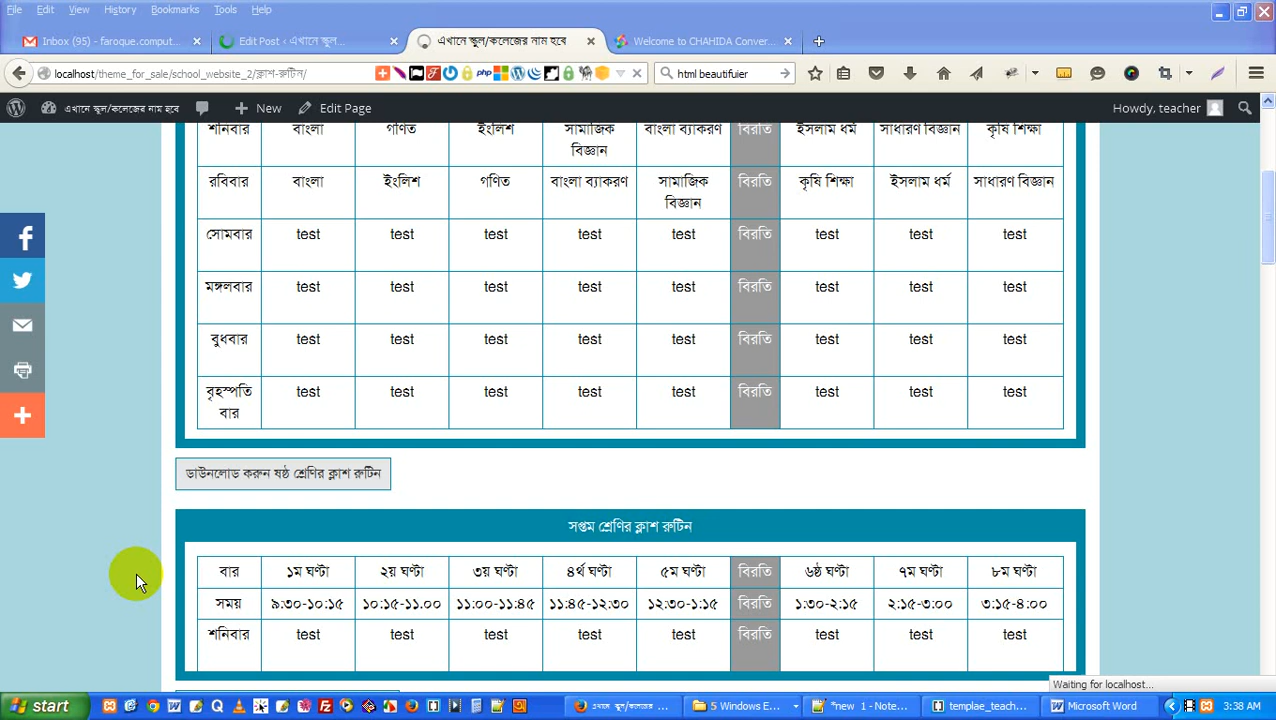 File Edit View History Bookmarks Tools Help
Inbox (95) - faroque.comput... Edit Post ‹ এখানে স্কুল... এখানে স্কুল/কলেজের নাম হবে Welcome to CHAHIDA Conver...
localhost/theme_for_sale/school_website_2/ক্লাশ-রুটিন/ html beautifuier
এখানে স্কুল/কলেজের নাম হবে New Edit Page Howdy, teacher
শনিবার বাংলা গণিত ইংলিশ সামাজিক বাংলা ব্যাকরণ বিরতি ইসলাম ধর্ম সাধারণ বিজ্ঞান কৃষি শিক্ষা
বিজ্ঞান
রবিবার বাংলা ইংলিশ গণিত বাংলা ব্যাকরণ সামাজিক বিরতি কৃষি শিক্ষা ইসলাম ধর্ম সাধারণ বিজ্ঞান
বিজ্ঞান
সোমবার test test test test test বিরতি test test test
মঙ্গলবার test test test test test বিরতি test test test
বুধবার test test test test test বিরতি test test test
বৃহস্পতি test test test test test বিরতি test test test
বার
ডাউনলোড করুন ষষ্ঠ শ্রেণির ক্লাশ রুটিন
সপ্তম শ্রেণির ক্লাশ রুটিন
বার ১ম ঘণ্টা ২য় ঘণ্টা ৩য় ঘণ্টা ৪র্থ ঘণ্টা ৫ম ঘণ্টা বিরতি ৬ষ্ঠ ঘণ্টা ৭ম ঘণ্টা ৮ম ঘণ্টা
সময় ৯:৩০-১০:১৫ ১০:১৫-১১.০০ ১১:০০-১১:৪৫ ১১:৪৫-১২:৩০ ১২:৩০-১:১৫ বিরতি ১:৩০-২:১৫ ২:১৫-৩:০০ ৩:১৫-৪:০০
শনিবার test test test test test বিরতি test test test
Waiting for localhost...
start এখানে স্কুল/ক... 5 Windows E... *new 1 - Note... templae_teach... Microsoft Word 3:38 AM